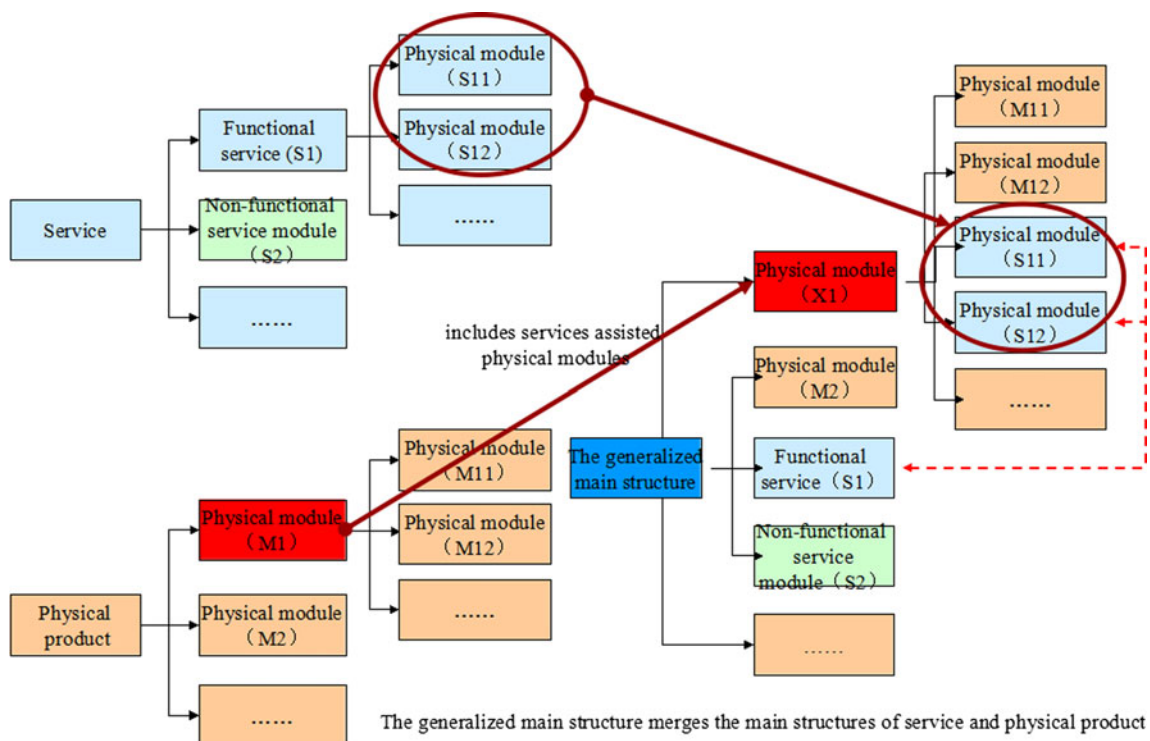 Physical module
（S11）
Functional
service (S1)
Physical module
（S12）
Service
Non-functional
service module
（S2）
……
……
includes services assisted
physical modules
Physical product
Physical module
（M1）
Physical module
（M11）
Physical module
（M12）
Physical module
（M2）
……
……
The generalized
main structure
Physical module
（X1）
Physical module
（M2）
Functional
service（S1）
Non-functional
service
module（S2）
……
Physical module
（M11）
Physical module
（M12）
Physical module
（S11）
Physical module
（S12）
……
The generalized main structure merges the main structures of service and physical product